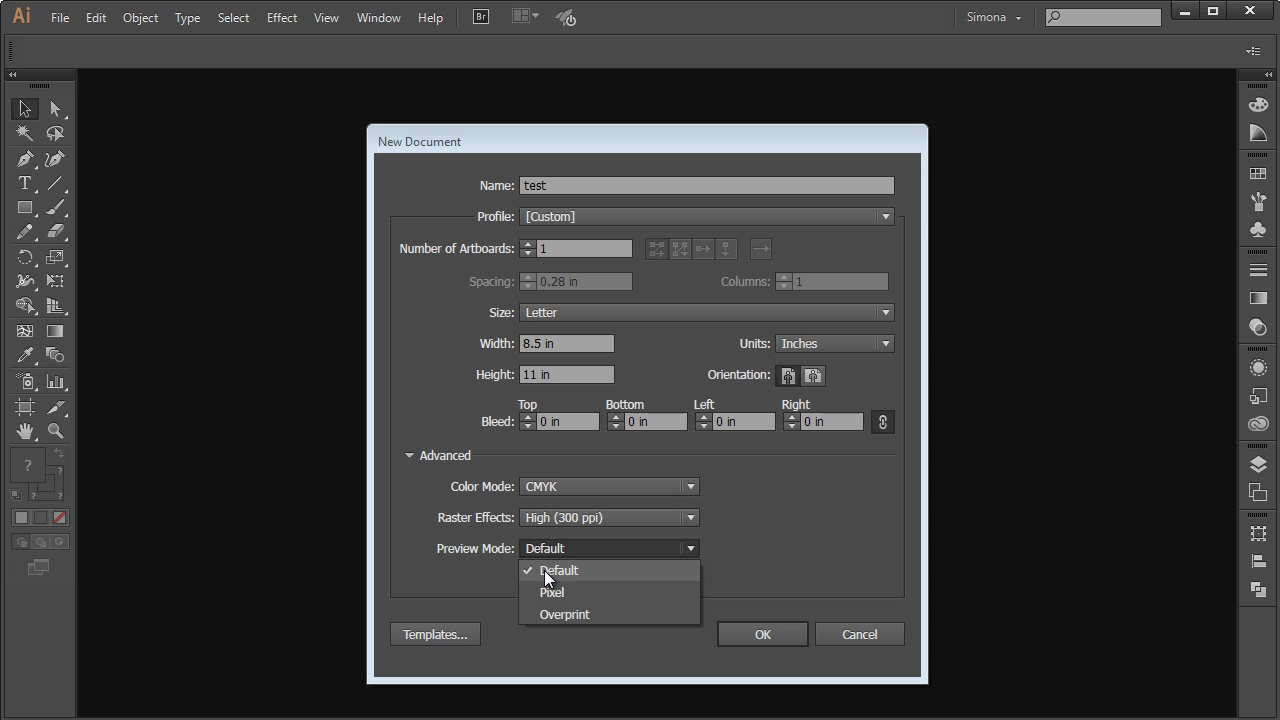 Ai File Edit Object Type Select Effect View Window Help Br Simona
New Document
Name: test
Profile: [Custom]
Number of Artboards: 1
Spacing: 0.28 in Columns: 1
Size: Letter
Width: 8.5 in Units: Inches
Height: 11 in Orientation:
Top Bottom Left Right
Bleed: 0 in 0 in 0 in 0 in
Advanced
Color Mode: CMYK
Raster Effects: High (300 ppi)
Preview Mode: Default
Default
Pixel
Overprint
Templates... OK Cancel